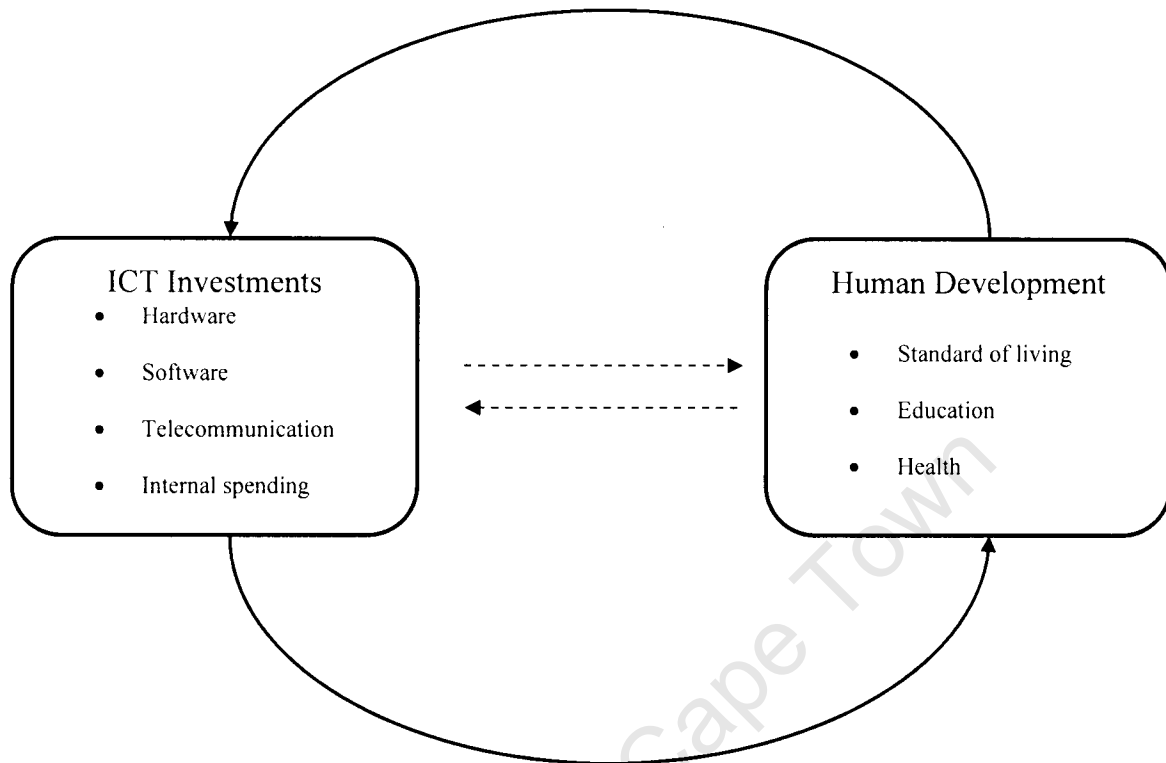 ICT Investments
• Hardware
• Software
• Telecommunication
• Internal spending
Human Development
• Standard of living
• Education
• Health
Cape Town